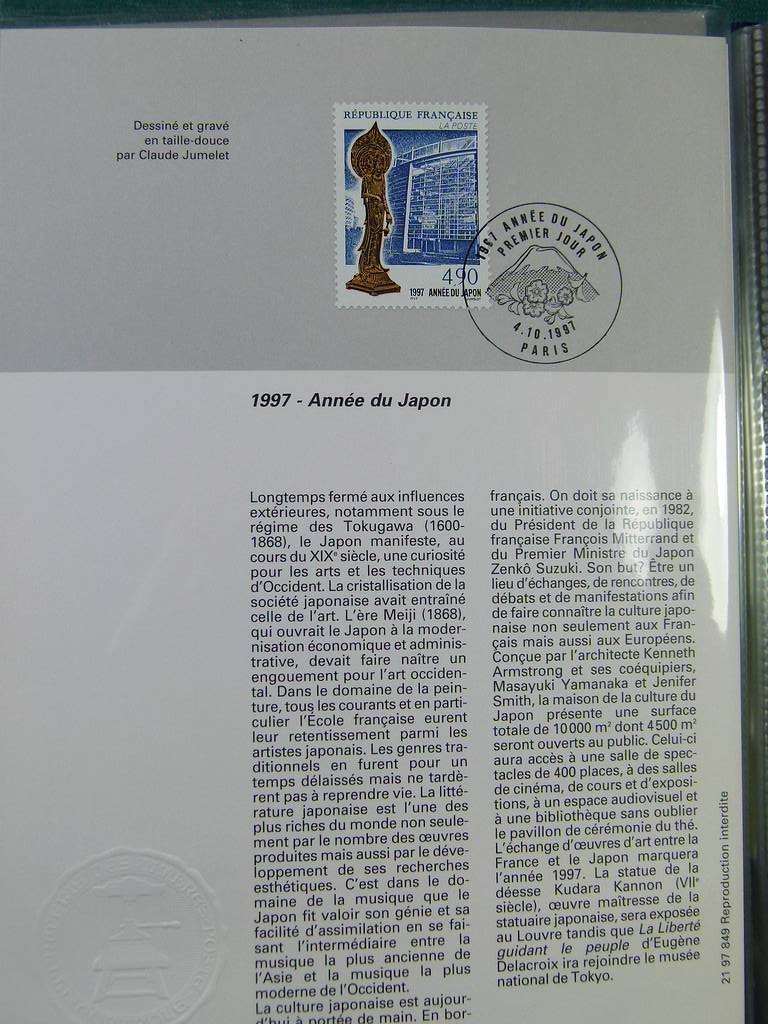 Dessiné et gravé
en taille-douce
par Claude Jumelet
RÉPUBLIQUE FRANÇAISE
LA POSTE
4,90
1997 ANNÉE DU JAPON
1997 ANNÉE DU JAPON
PREMIER JOUR
4.10.1997
PARIS
1997 - Année du Japon
Longtemps fermé aux influences
extérieures, notamment sous le
régime des Tokugawa (1600-
1868), le Japon manifeste, au
cours du XIXe siècle, une curiosité
pour les arts et les techniques
d'Occident. La cristallisation de la
société japonaise avait entraîné
celle de l'art. L'ère Meiji (1868),
qui ouvrait le Japon à la moder-
nisation économique et adminis-
trative, devait faire naître un
engouement pour l'art occiden-
tal. Dans le domaine de la pein-
ture, tous les courants et en parti-
culier l'École française eurent
leur retentissement parmi les
artistes japonais. Les genres tra-
ditionnels en furent pour un
temps délaissés mais ne tardè-
rent pas à reprendre vie. La litté-
rature japonaise est l'une des
plus riches du monde non seule-
ment par le nombre des œuvres
produites mais aussi par le déve-
loppement de ses recherches
esthétiques. C'est dans le do-
maine de la musique que le
Japon fit valoir son génie et sa
facilité d'assimilation en se fai-
sant l'intermédiaire entre la
musique la plus ancienne de
l'Asie et la musique la plus
moderne de l'Occident.
La culture japonaise est aujour-
d'hui à portée de main. En bor-
français. On doit sa naissance à
une initiative conjointe, en 1982,
du Président de la République
française François Mitterrand et
du Premier Ministre du Japon
Zenkô Suzuki. Son but? Être un
lieu d'échanges, de rencontres, de
débats et de manifestations afin
de faire connaître la culture japo-
naise non seulement aux Fran-
çais mais aussi aux Européens.
Conçue par l'architecte Kenneth
Armstrong et ses coéquipiers,
Masayuki Yamanaka et Jenifer
Smith, la maison de la culture du
Japon présente une surface
totale de 10 000 m² dont 4 500 m²
seront ouverts au public. Celui-ci
aura accès à une salle de spec-
tacles de 400 places, à des salles
de cinéma, de cours et d'exposi-
tions, à un espace audiovisuel et
à une bibliothèque sans oublier
le pavillon de cérémonie du thé.
L'échange d'œuvres d'art entre la
France et le Japon marquera
l'année 1997. La statue de la
déesse Kudara Kannon (VIIe
siècle), œuvre maîtresse de la
statuaire japonaise, sera exposée
au Louvre tandis que La Liberté
guidant le peuple d'Eugène
Delacroix ira rejoindre le musée
national de Tokyo.
21 97 849 Reproduction interdite